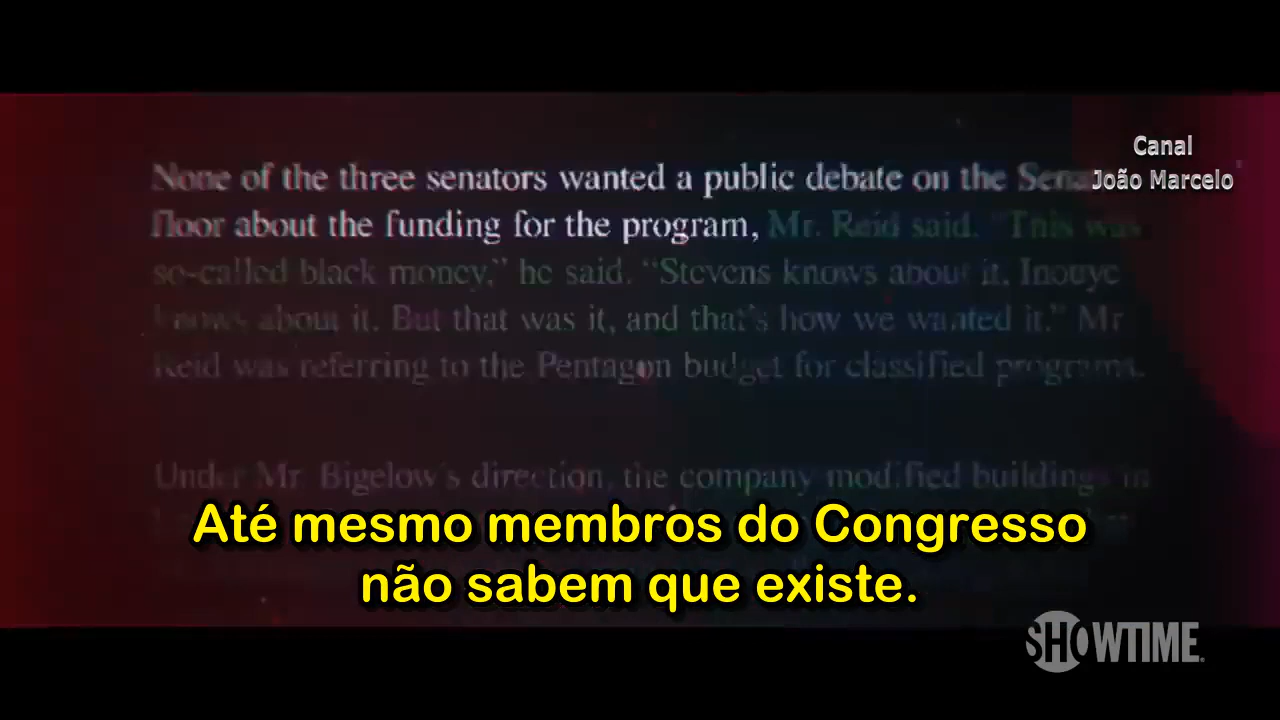 Canal
João Marcelo
None of the three senators wanted a public debate on the
floor about the funding for the program, Mr. Reid said. “This was
so-called black money,” he said. “Stevens knows about it, Inouye
knows about it. But that was it, and that’s how we wanted it.” Mr
Reid was referring to the Pentagon budget for classified programs.
Under Mr. Bigelow’s direction, the company modified buildings in
Até mesmo membros do Congresso
não sabem que existe.
SHOWTIME